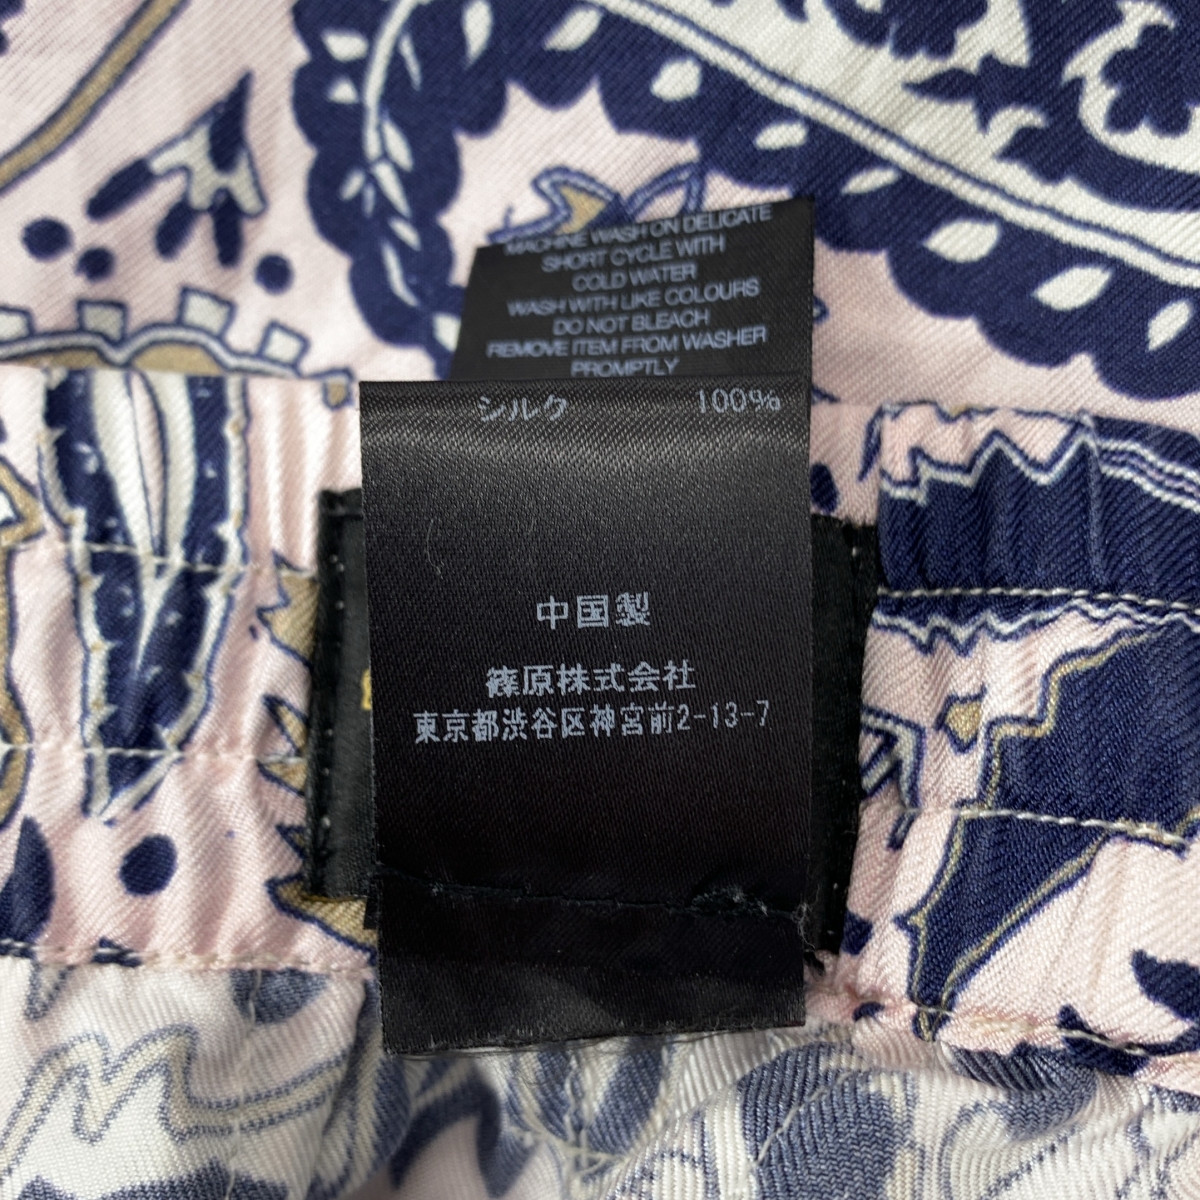 MACHINE WASH ON DELICATE
SHORT CYCLE WITH
COLD WATER
WASH WITH LIKE COLOURS
DO NOT BLEACH
REMOVE ITEM FROM WASHER
PROMPTLY
シルク 100%
中国製
篠原株式会社
東京都渋谷区神宮前2-13-7